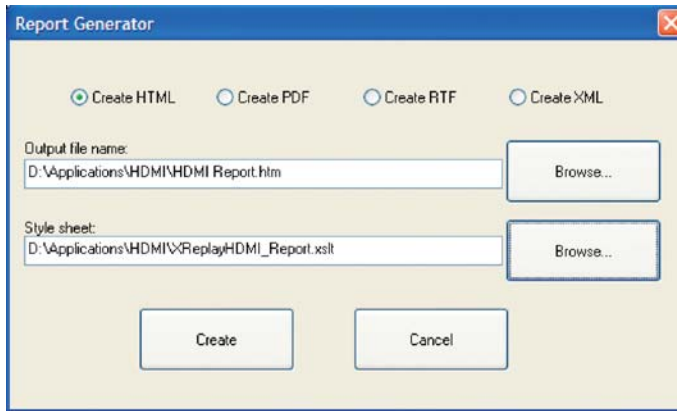 Report Generator
Create HTML Create PDF Create RTF Create XML
Output file name:
D:\Applications\HDMI\HDMI Report.htm
Browse...
Style sheet:
D:\Applications\HDMI\XReplayHDMI_Report.xslt
Browse...
Create Cancel